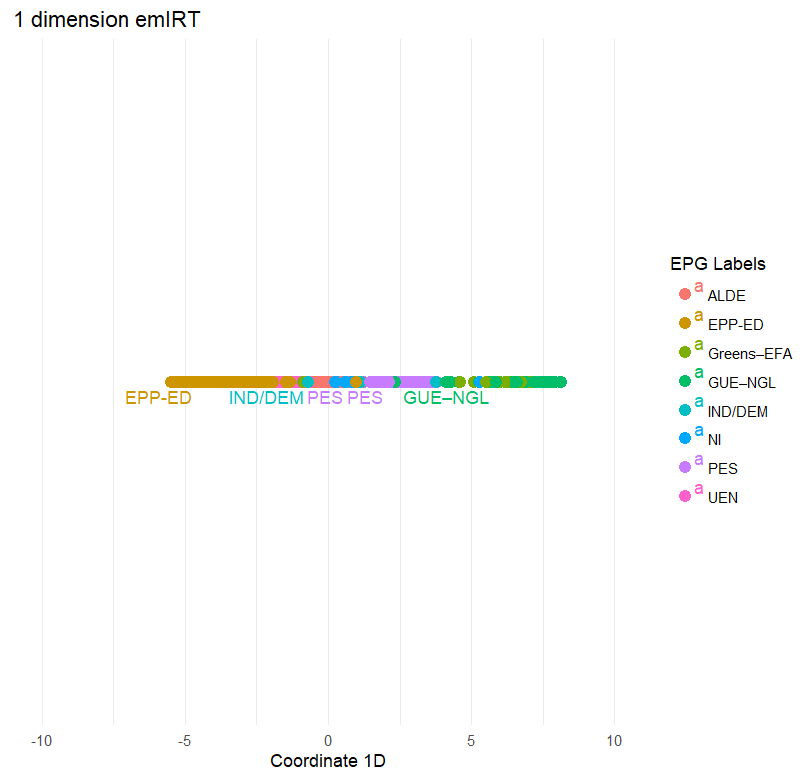 1 dimension emIRT
EPP-ED IND/DEM PES PES GUE–NGL
-10 -5 0 5 10
Coordinate 1D
EPG Labels
a ALDE
a EPP-ED
a Greens–EFA
a GUE–NGL
a IND/DEM
a NI
a PES
a UEN